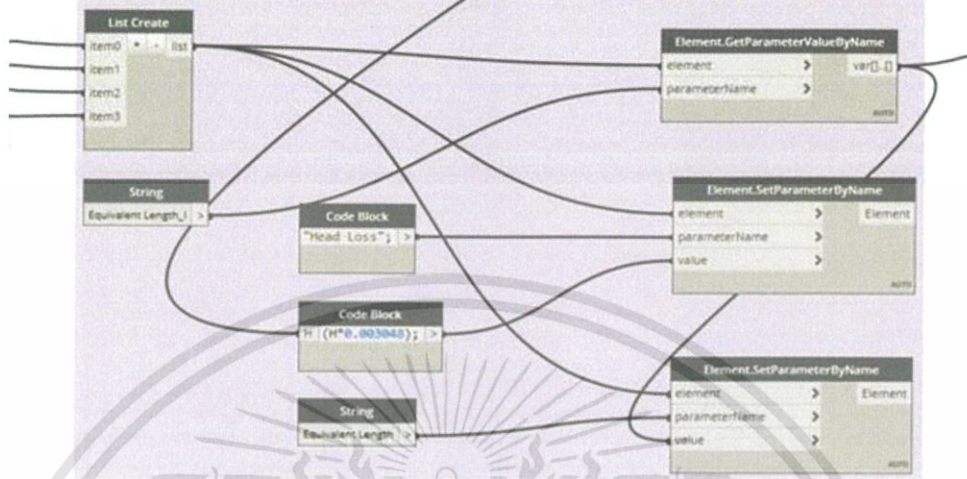 List Create
item0 + - list
item1
item2
item3
String
Equivalent Length_I >
Code Block
"Head Loss"; >
Code Block
H (H*0.003048); >
String
Equivalent Length >
Element.GetParameterValueByName
element > var[]..[]
parameterName >
AUTO
Element.SetParameterByName
element > Element
parameterName >
value >
AUTO
Element.SetParameterByName
element > Element
parameterName >
value >
AUTO